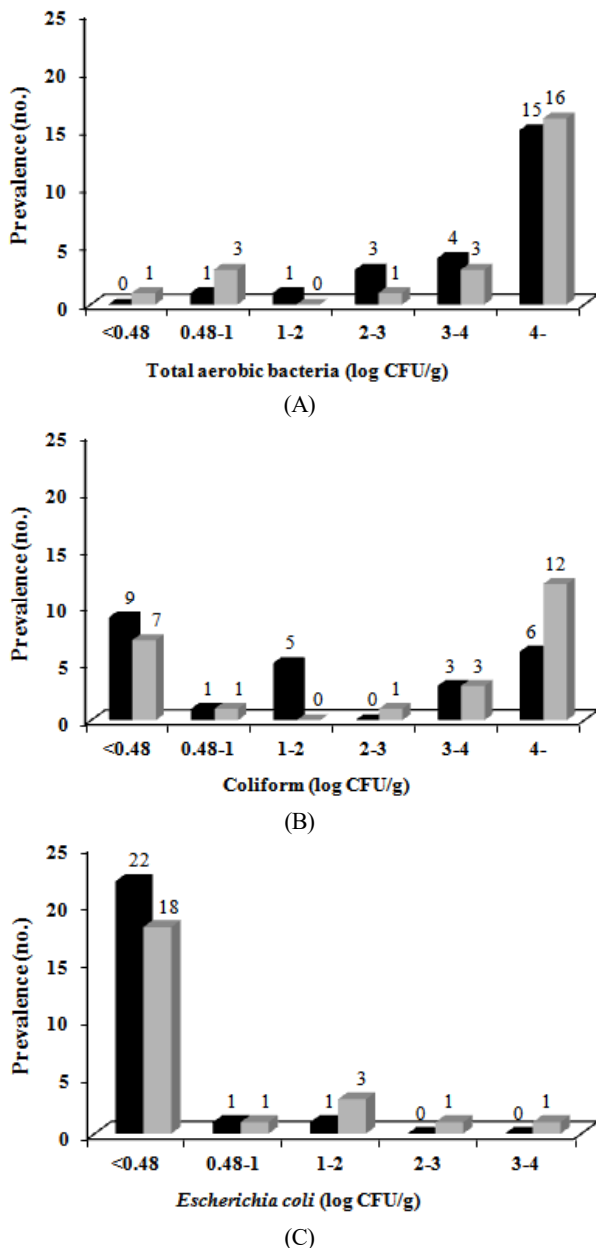 25
20
15
10
5
0
Prevalence (no.)
0 1 1 3 1 0 3 1 4 3 15 16
<0.48 0.48-1 1-2 2-3 3-4 4-
Total aerobic bacteria (log CFU/g)
(A)
25
20
15
10
5
0
Prevalence (no.)
9 7 1 1 5 0 0 1 3 3 6 12
<0.48 0.48-1 1-2 2-3 3-4 4-
Coliform (log CFU/g)
(B)
25
20
15
10
5
0
Prevalence (no.)
22 18 1 1 1 3 0 1 0 1
<0.48 0.48-1 1-2 2-3 3-4
Escherichia coli (log CFU/g)
(C)